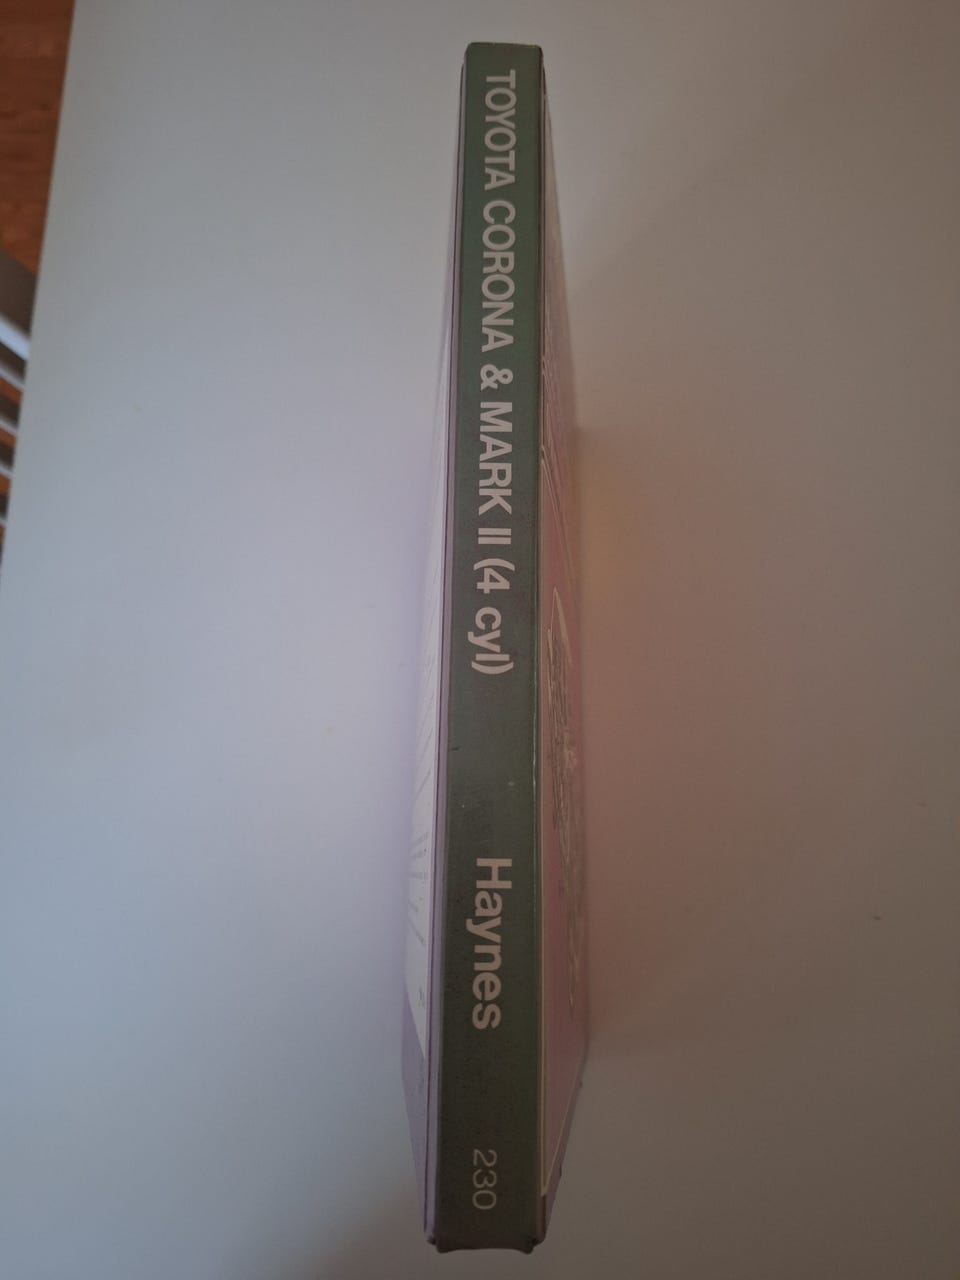 TOYOTA CORONA & MARK II (4 cyl) Haynes 230